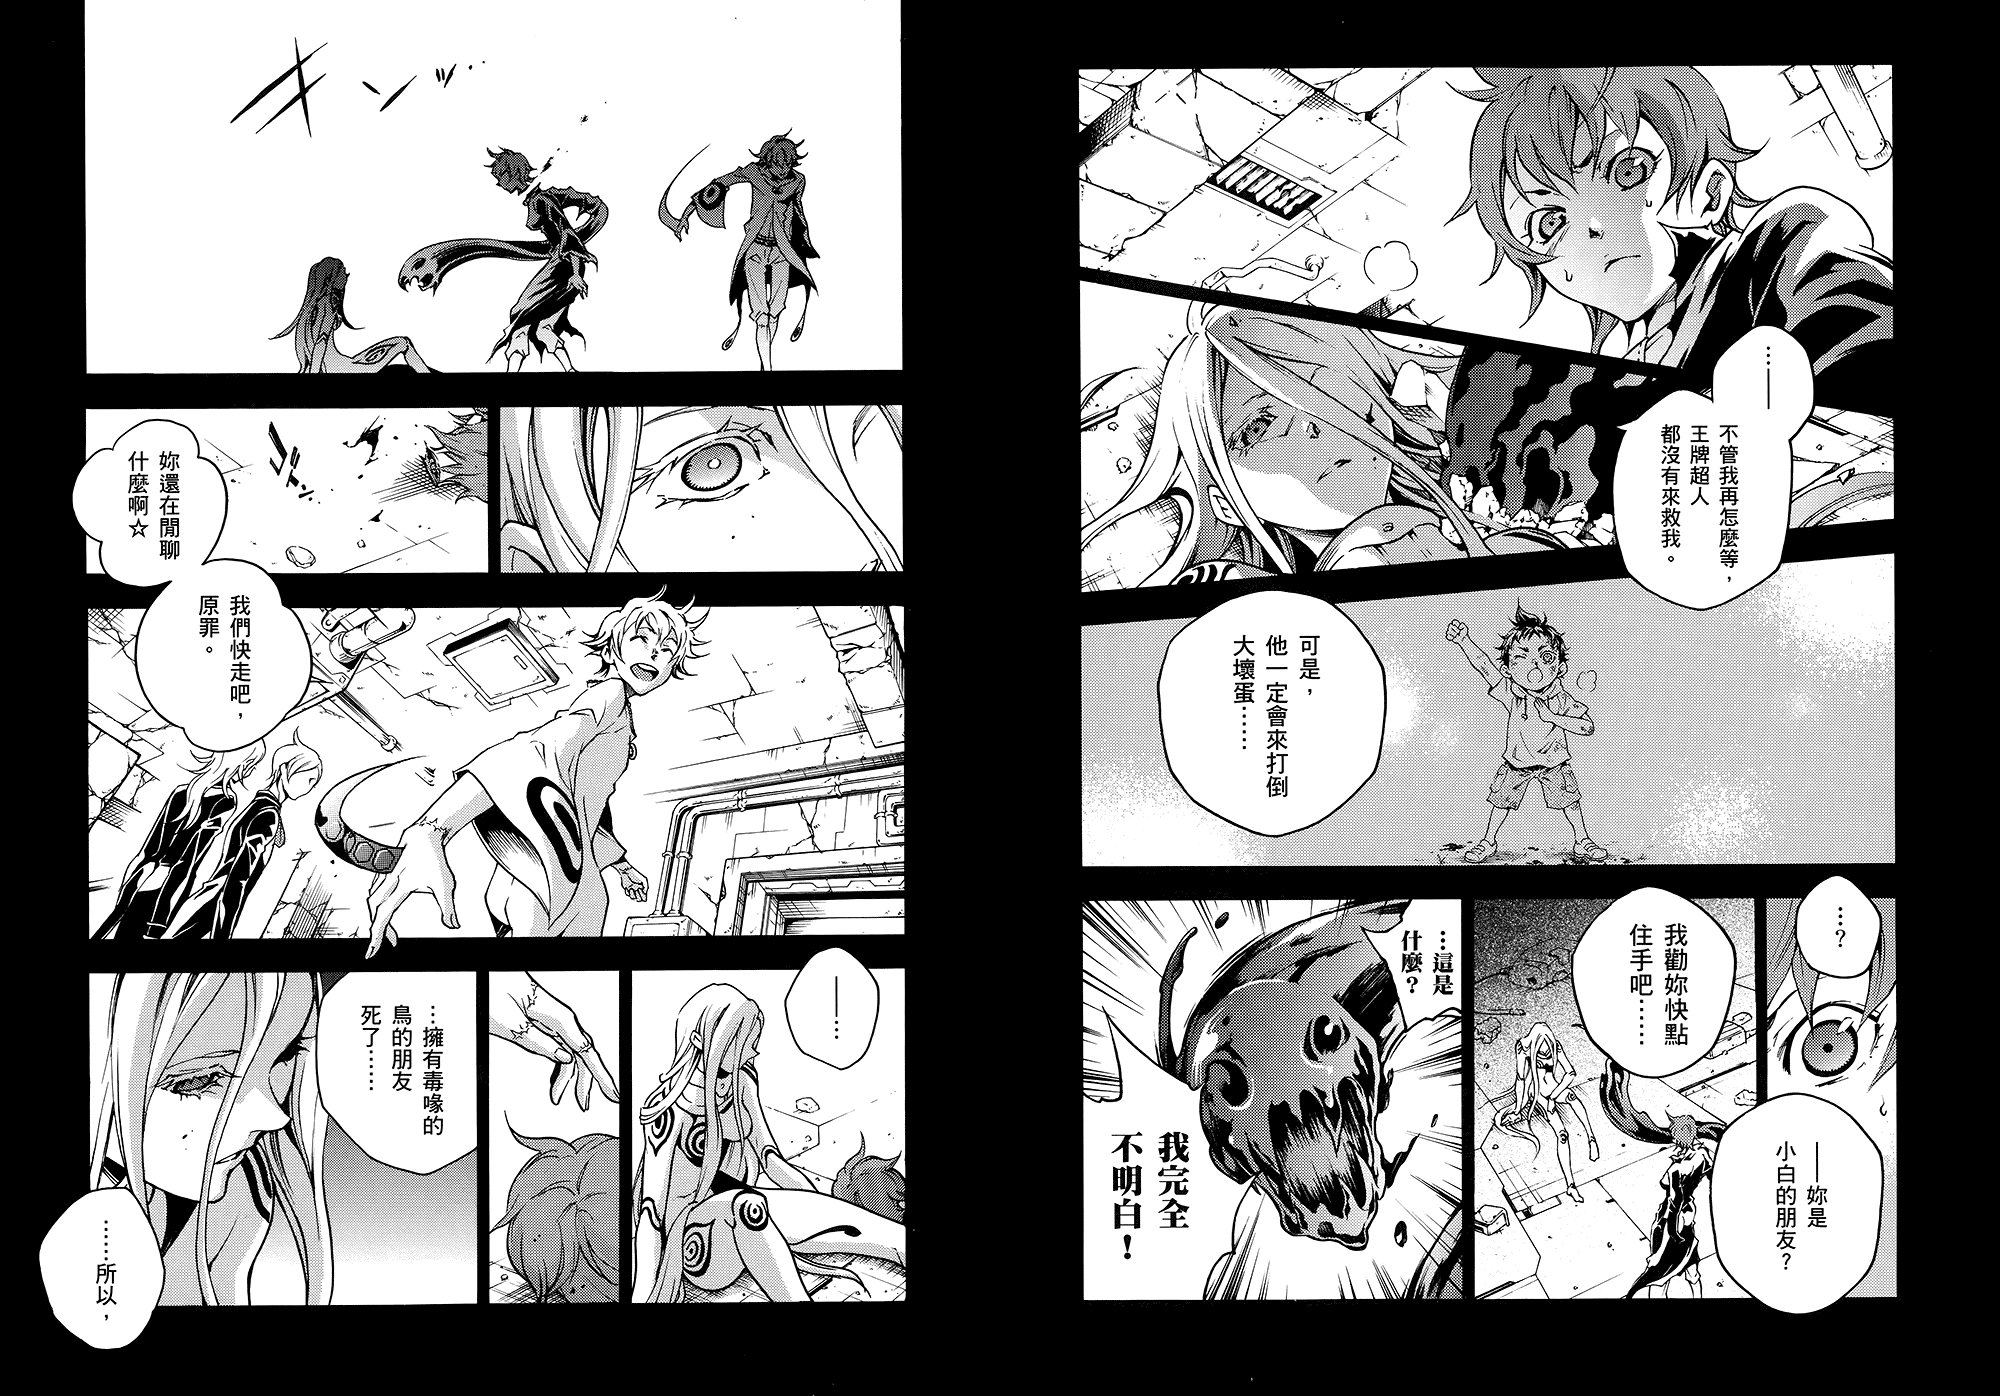 …──
不管我再怎麼等，
王牌超人
都沒有來救我。
可是，
他一定會來打倒
大壞蛋……
…？
──妳是
小白的朋友？
我勸妳快點
住手吧……
…這是
什麼？
我完全
不明白！
キンッ
妳還在閒聊
什麼啊☆
我們快走吧，
原罪。
──…
…擁有毒喙的
鳥的朋友
死了……
……所以，